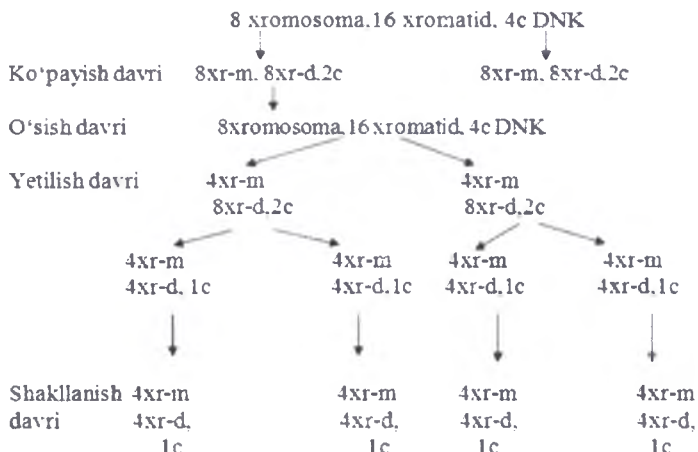 8 xromosoma,16 xromatid, 4c DNK
Ko‘payish davri 8xr-m, 8xr-d,2c 8xr-m, 8xr-d,2c
O‘sish davri 8xromosoma,16 xromatid, 4c DNK
Yetilish davri 4xr-m 4xr-m
8xr-d,2c 8xr-d,2c
4xr-m 4xr-m 4xr-m 4xr-m
4xr-d, 1c 4xr-d,1c 4xr-d,1c 4xr-d,1c
Shakllanish 4xr-m 4xr-m 4xr-m 4xr-m
davri 4xr-d, 4xr-d, 4xr-d, 4xr-d,
1c 1c 1c 1c